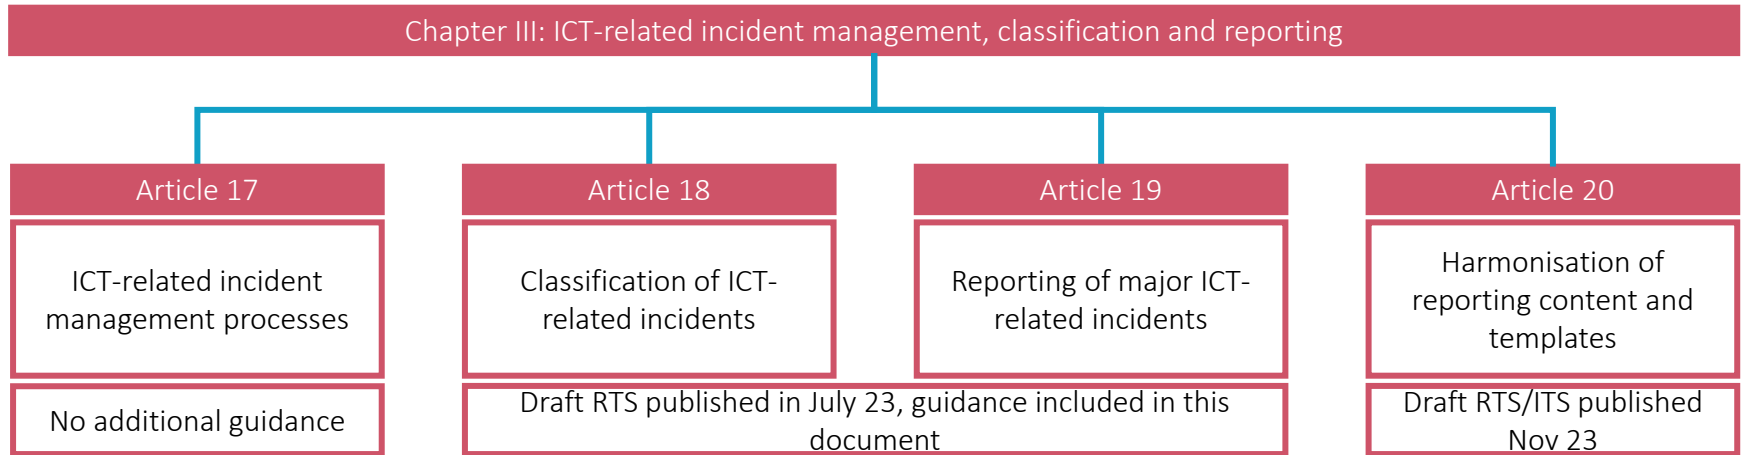 Chapter III: ICT-related incident management, classification and reporting
Article 17
ICT-related incident
management processes
No additional guidance
Article 18
Classification of ICT-
related incidents
Article 19
Reporting of major ICT-
related incidents
Draft RTS published in July 23, guidance included in this
document
Article 20
Harmonisation of
reporting content and
templates
Draft RTS/ITS published
Nov 23